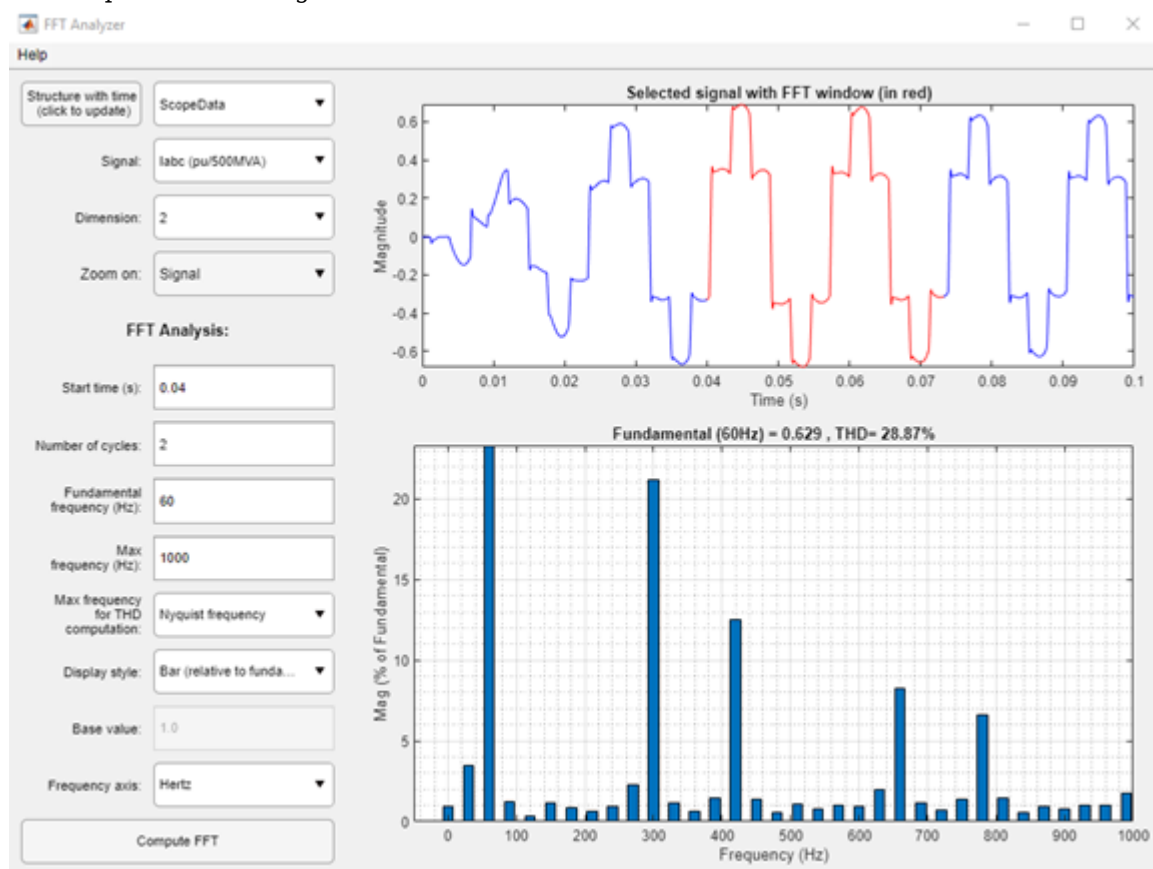 FFT Analyzer
Help
Structure with time
(click to update)
ScopeData
Signal:
Iabc (pu/500MVA)
Dimension:
2
Zoom on:
Signal
FFT Analysis:
Start time (s):
0.04
Number of cycles:
2
Fundamental
frequency (Hz):
60
Max
frequency (Hz):
1000
Max frequency
for THD
computation:
Nyquist frequency
Display style:
Bar (relative to funda...
Base value:
1.0
Frequency axis:
Hertz
Compute FFT
Selected signal with FFT window (in red)
Magnitude
0.6
0.4
0.2
0
-0.2
-0.4
-0.6
0 0.01 0.02 0.03 0.04 0.05 0.06 0.07 0.08 0.09 0.1
Time (s)
Fundamental (60Hz) = 0.629 , THD= 28.87%
Mag (% of Fundamental)
20
15
10
5
0
0 100 200 300 400 500 600 700 800 900 1000
Frequency (Hz)